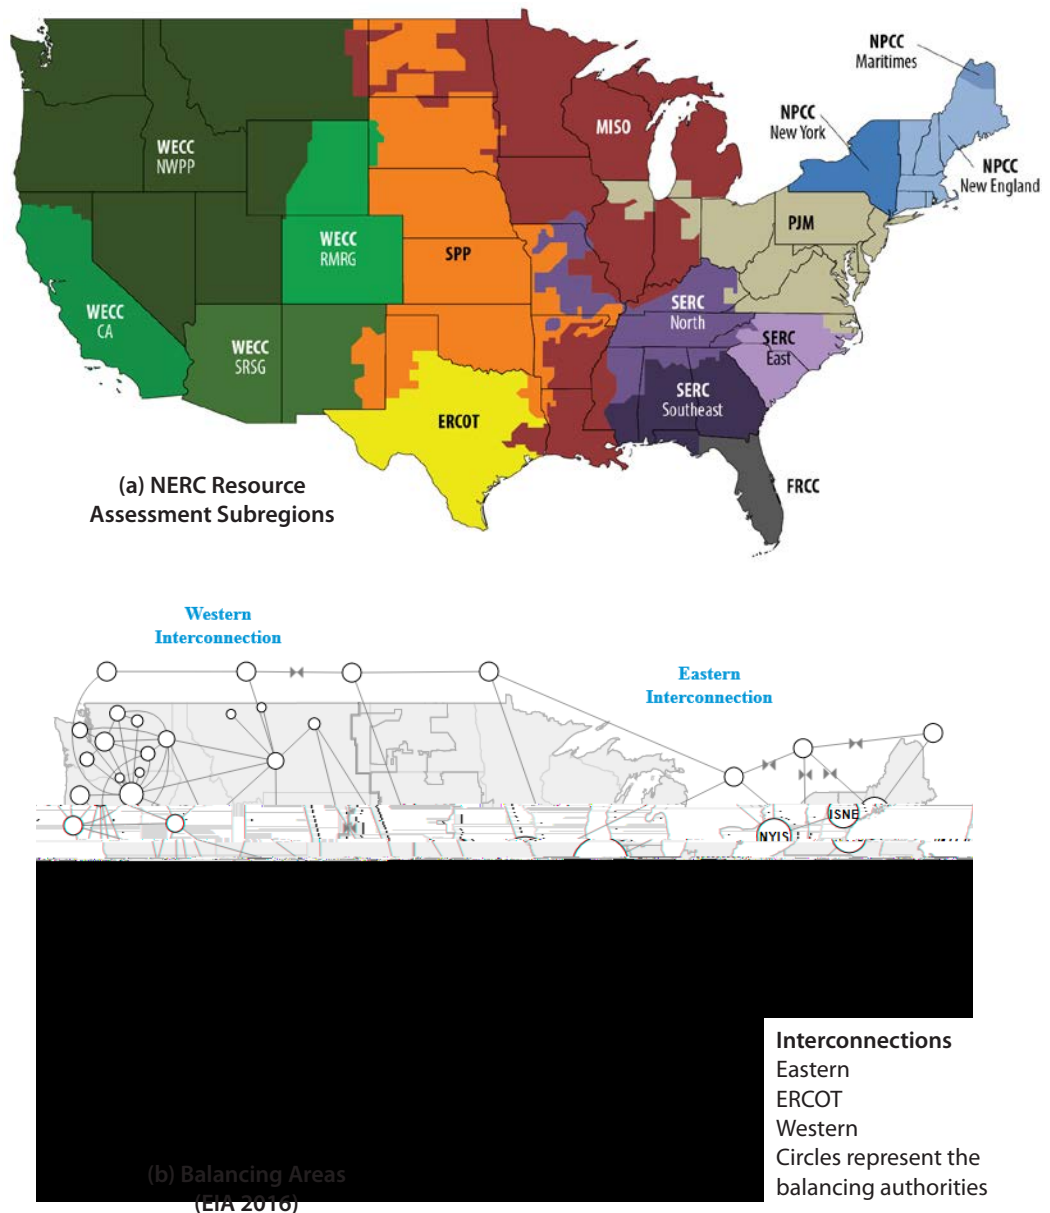 NPCC
Maritimes
NPCC
New York
MISO
WECC
NWPP
NPCC
New England
PJM
WECC
RMRG
SPP
SERC
North
WECC
CA
SERC
East
WECC
SRSG
SERC
Southeast
ERCOT
FRCC
(a) NERC Resource
Assessment Subregions
Western
Interconnection
Eastern
Interconnection
ISNE
NYIS
Interconnections
Eastern
ERCOT
Western
Circles represent the
balancing authorities
(b) Balancing Areas
(EIA 2016)